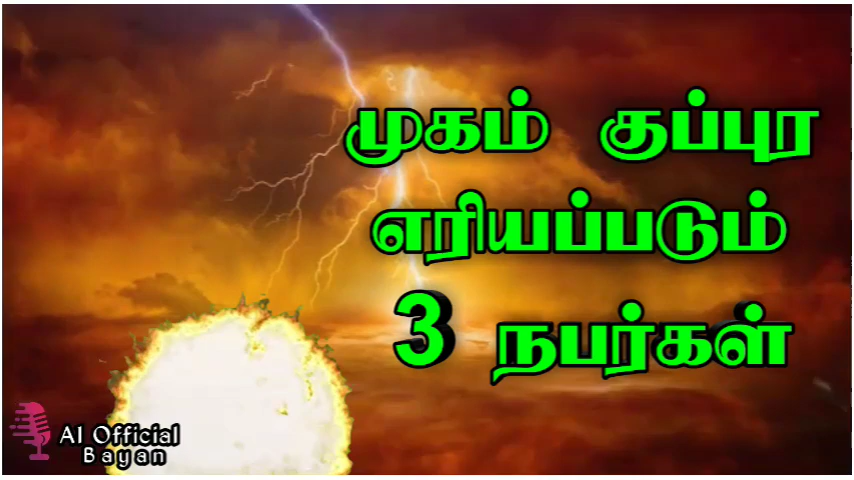 முகம் குப்புர
எரியப்படும்
3 நபர்கள்
AI Official
Bayan